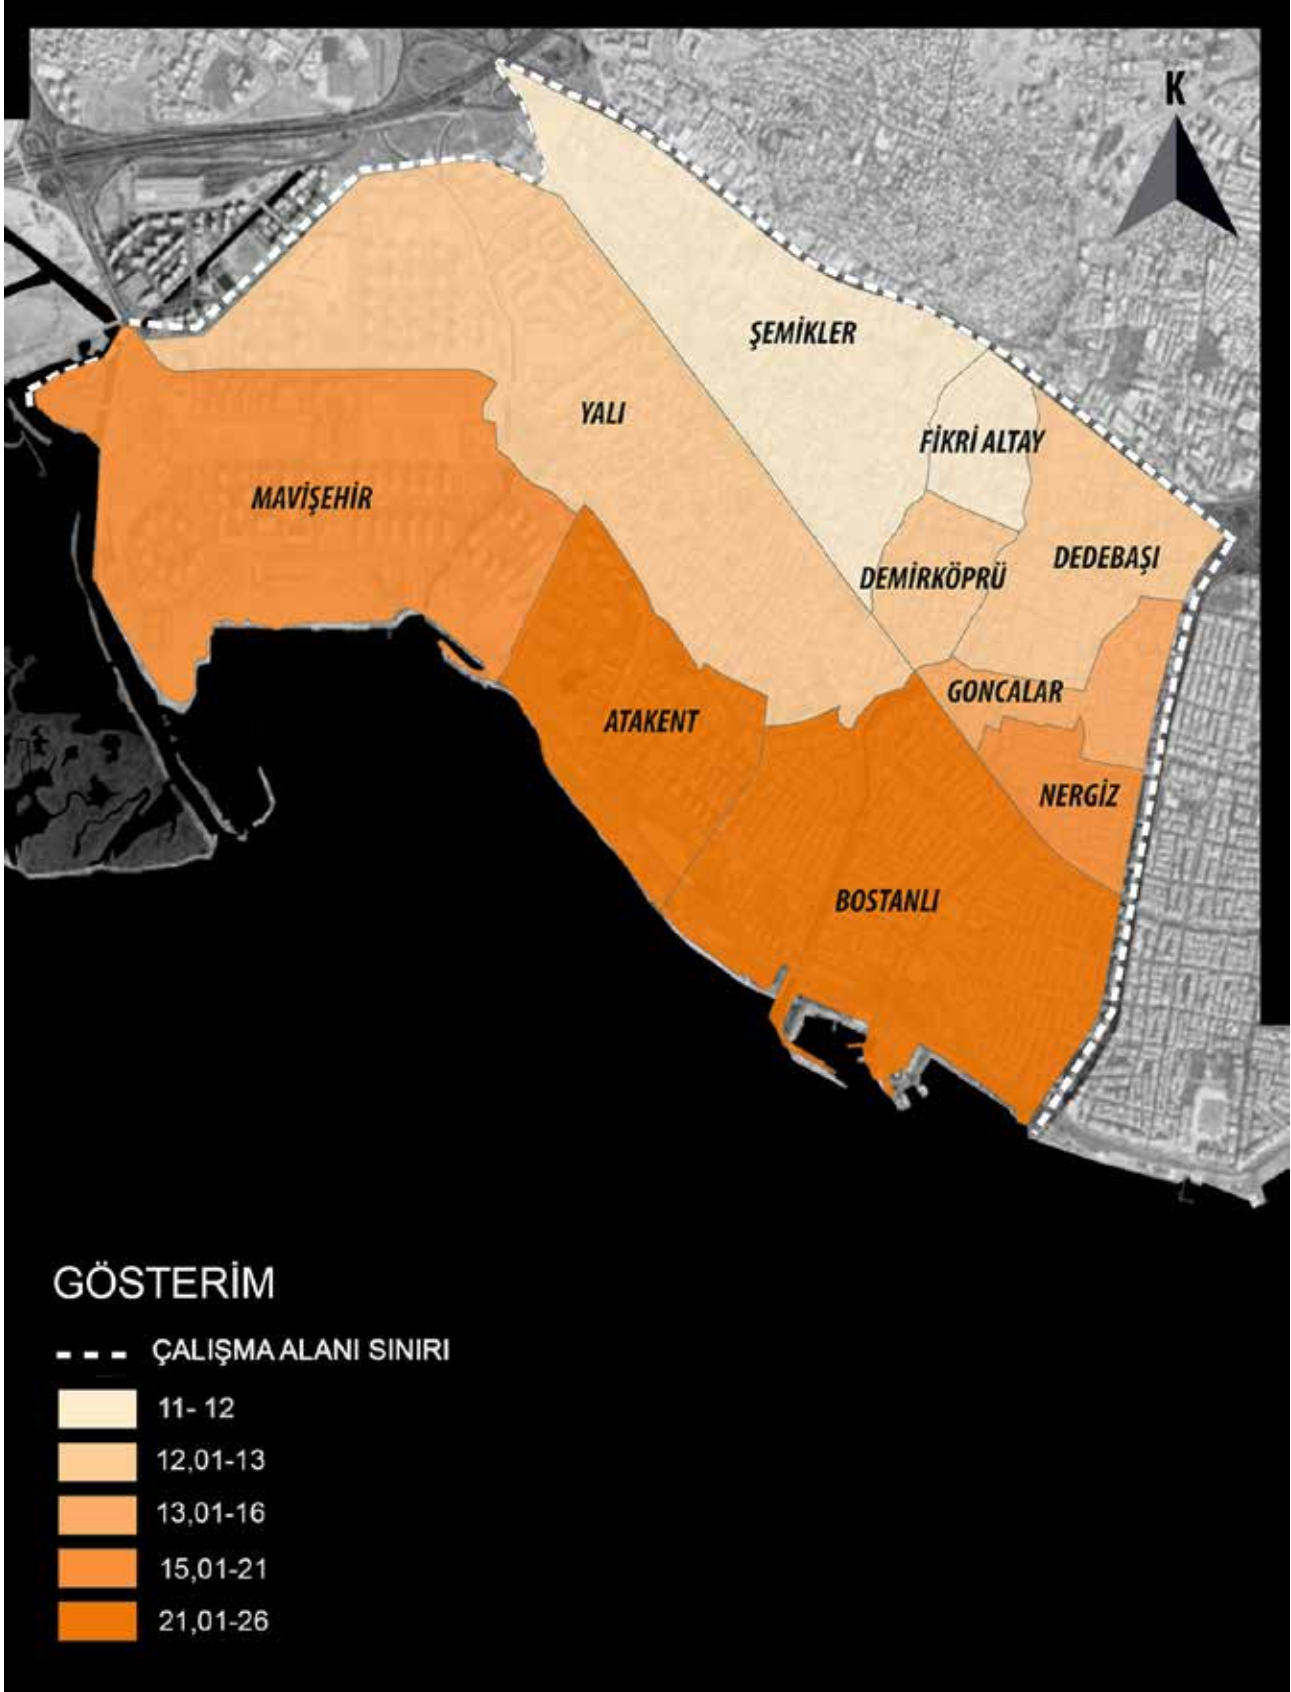 K
ŞEMİKLER
YALI
FİKRİ ALTAY
MAVİŞEHİR
DEDEBAŞI
DEMİRKÖPRÜ
GONCALAR
ATAKENT
NERGİZ
BOSTANLI
GÖSTERİM
ÇALIŞMA ALANI SINIRI
11- 12
12,01-13
13,01-16
15,01-21
21,01-26